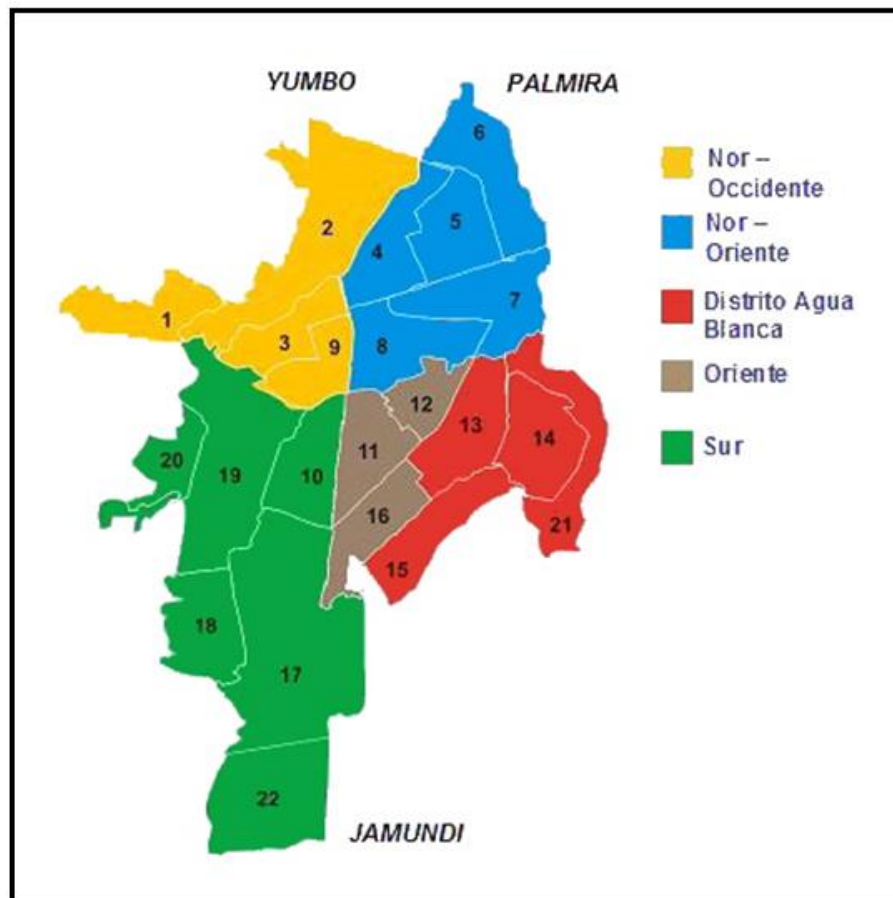 YUMBO
PALMIRA
6
Nor –
Occidente
2
5
4
Nor –
Oriente
7
1
3
9
8
Distrito Agua
Blanca
12
Oriente
13
14
11
20
19
10
Sur
16
21
15
18
17
22
JAMUNDI